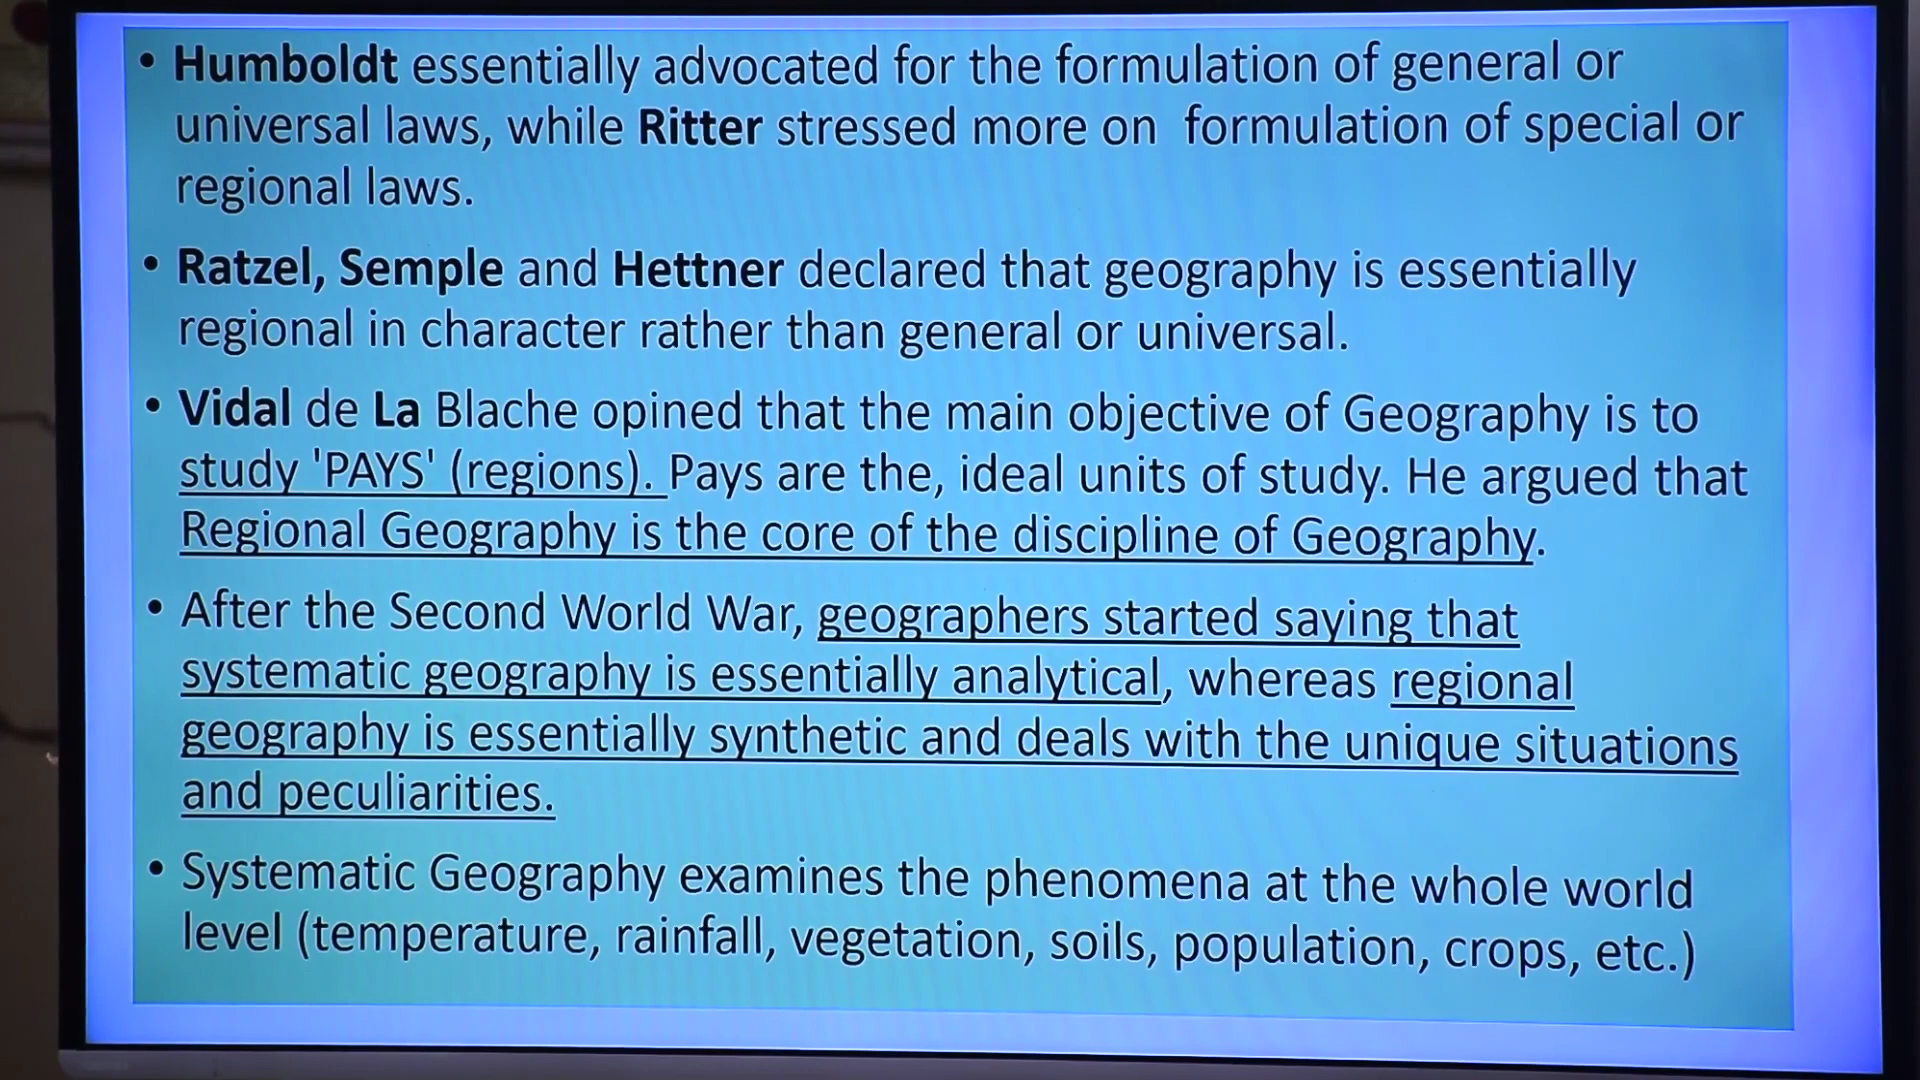 • Humboldt essentially advocated for the formulation of general or
universal laws, while Ritter stressed more on formulation of special or
regional laws.
• Ratzel, Semple and Hettner declared that geography is essentially
regional in character rather than general or universal.
• Vidal de La Blache opined that the main objective of Geography is to
study 'PAYS' (regions). Pays are the, ideal units of study. He argued that
Regional Geography is the core of the discipline of Geography.
• After the Second World War, geographers started saying that
systematic geography is essentially analytical, whereas regional
geography is essentially synthetic and deals with the unique situations
and peculiarities.
• Systematic Geography examines the phenomena at the whole world
level (temperature, rainfall, vegetation, soils, population, crops, etc.)